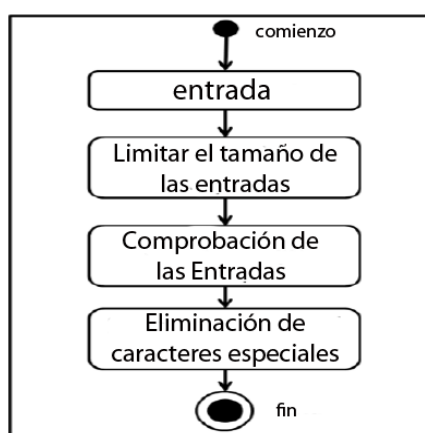 comienzo
entrada
Limitar el tamaño de
las entradas
Comprobación de
las Entradas
Eliminación de
caracteres especiales
fin